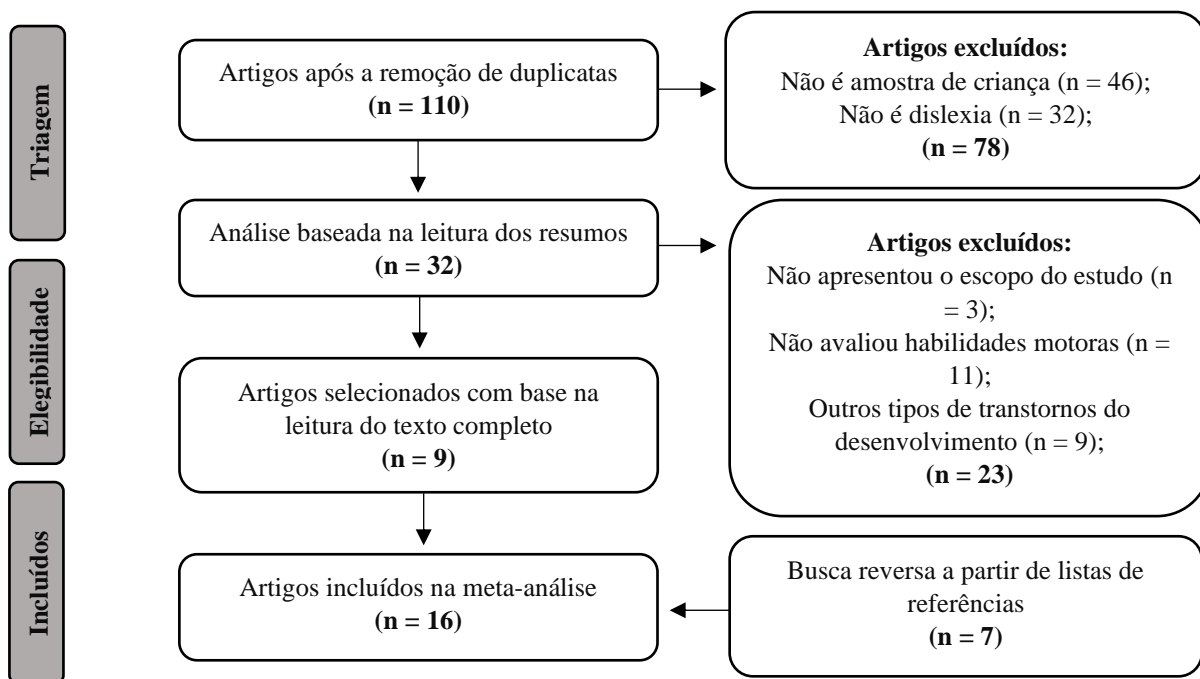 Triagem
Artigos após a remoção de duplicatas
(n = 110)
Artigos excluídos:
Não é amostra de criança (n = 46);
Não é dislexia (n = 32);
(n = 78)
Análise baseada na leitura dos resumos
(n = 32)
Elegibilidade
Artigos excluídos:
Não apresentou o escopo do estudo (n
= 3);
Não avaliou habilidades motoras (n =
11);
Outros tipos de transtornos do
desenvolvimento (n = 9);
(n = 23)
Artigos selecionados com base na
leitura do texto completo
(n = 9)
Incluídos
Artigos incluídos na meta-análise
(n = 16)
Busca reversa a partir de listas de
referências
(n = 7)